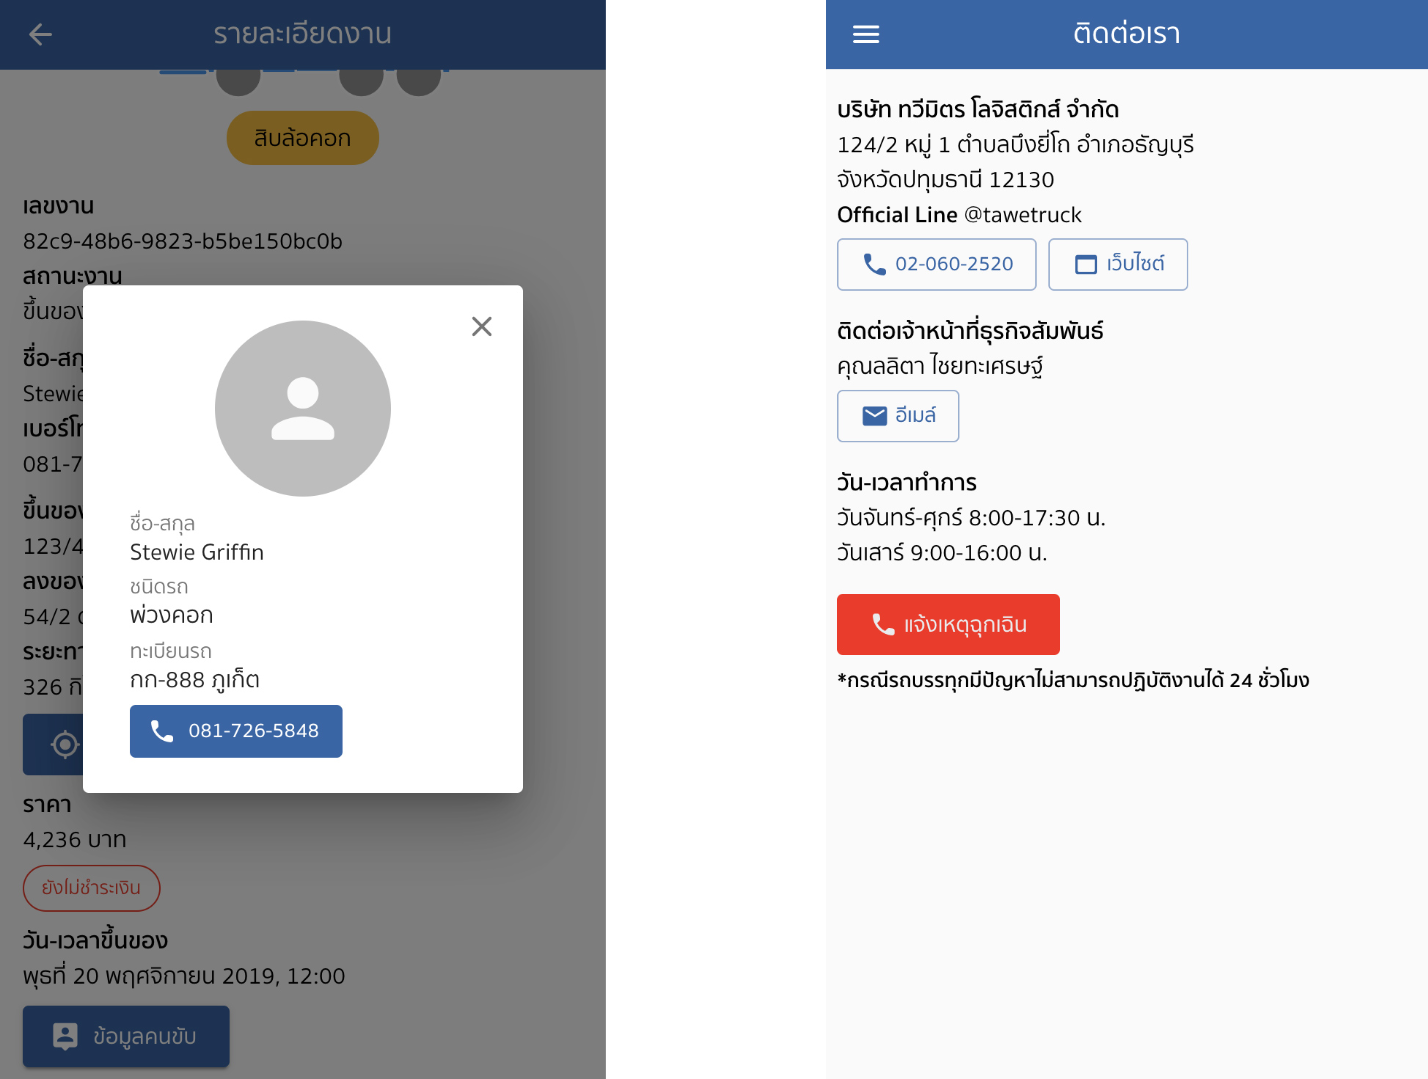 รายละเอียดงาน
สิบล้อคอก
เลขงาน
82c9-48b6-9823-b5be150bc0b
สถานะงาน
ขึ้นของ
ชื่อ-สกุ
Stewie
เบอร์โท
081-7
ขึ้นของ
123/4
ลงของ
54/2
ระยะทา
326 กิ
ชื่อ-สกุล
Stewie Griffin
ชนิดรถ
พ่วงคอก
ทะเบียนรถ
กก-888 ภูเก็ต
081-726-5848
ราคา
4,236 บาท
ยังไม่ชำระเงิน
วัน-เวลาขึ้นของ
พุธที่ 20 พฤศจิกายน 2019, 12:00
ข้อมูลคนขับ
ติดต่อเรา
บริษัท ทวีมิตร โลจิสติกส์ จำกัด
124/2 หมู่ 1 ตำบลบึงยี่โถ อำเภอธัญบุรี
จังหวัดปทุมธานี 12130
Official Line @tawetruck
02-060-2520 เว็บไซต์
ติดต่อเจ้าหน้าที่ธุรกิจสัมพันธ์
คุณลลิตา ไชยทะเศรษฐ์
อีเมล์
วัน-เวลาทำการ
วันจันทร์-ศุกร์ 8:00-17:30 น.
วันเสาร์ 9:00-16:00 น.
แจ้งเหตุฉุกเฉิน
*กรณีรถบรรทุกมีปัญหาไม่สามารถปฏิบัติงานได้ 24 ชั่วโมง